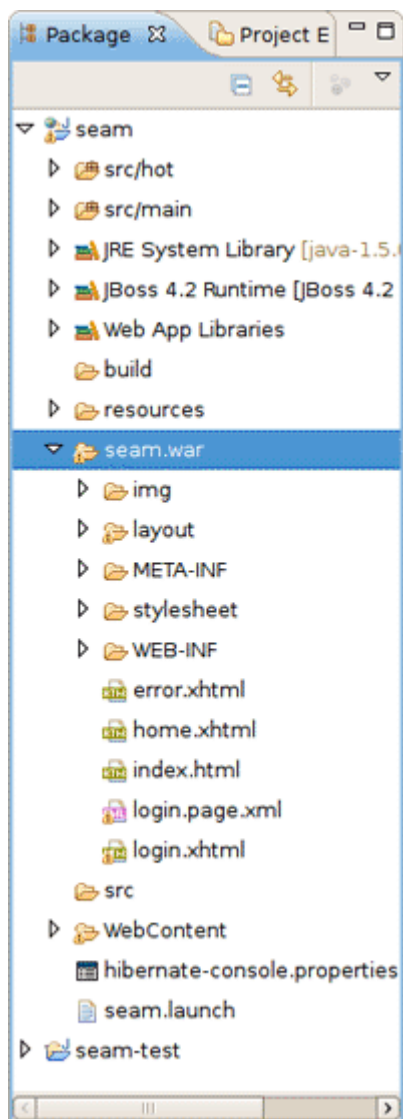 Package Project E
seam
src/hot
src/main
JRE System Library [java-1.5.
JBoss 4.2 Runtime [JBoss 4.2
Web App Libraries
build
resources
seam.war
img
layout
META-INF
stylesheet
WEB-INF
error.xhtml
home.xhtml
index.html
login.page.xml
login.xhtml
src
WebContent
hibernate-console.properties
seam.launch
seam-test